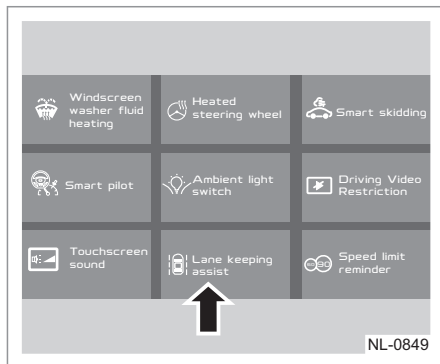 Windscreen
washer fluid
heating
Heated
steering wheel
Smart skidding
Smart pilot
Ambient light
switch
Driving Video
Restriction
Touchscreen
sound
Lane keeping
assist
Speed limit
reminder
NL-0849